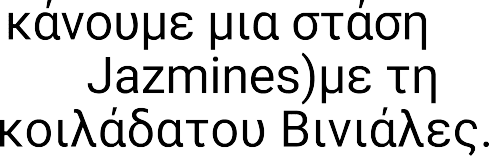 κάνουμε μια στάση
Jazmines)με τη
κοιλάδατου Βινιάλες.